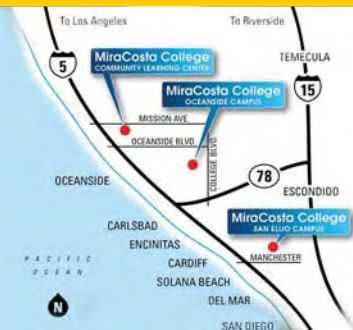 To Los Angeles
To Riverside
5
MiraCosta College
COMMUNITY LEARNING CENTER
TEMECULA
15
MiraCosta College
OCEANSIDE CAMPUS
MISSION AVE.
OCEANSIDE BLVD.
COLLEGE BLVD.
78
OCEANSIDE
ESCONDIDO
MiraCosta College
SAN ELIJO CAMPUS
CARLSBAD
ENCINITAS
MANCHESTER
PACIFIC
OCEAN
CARDIFF
SOLANA BEACH
DEL MAR
N
SAN DIEGO